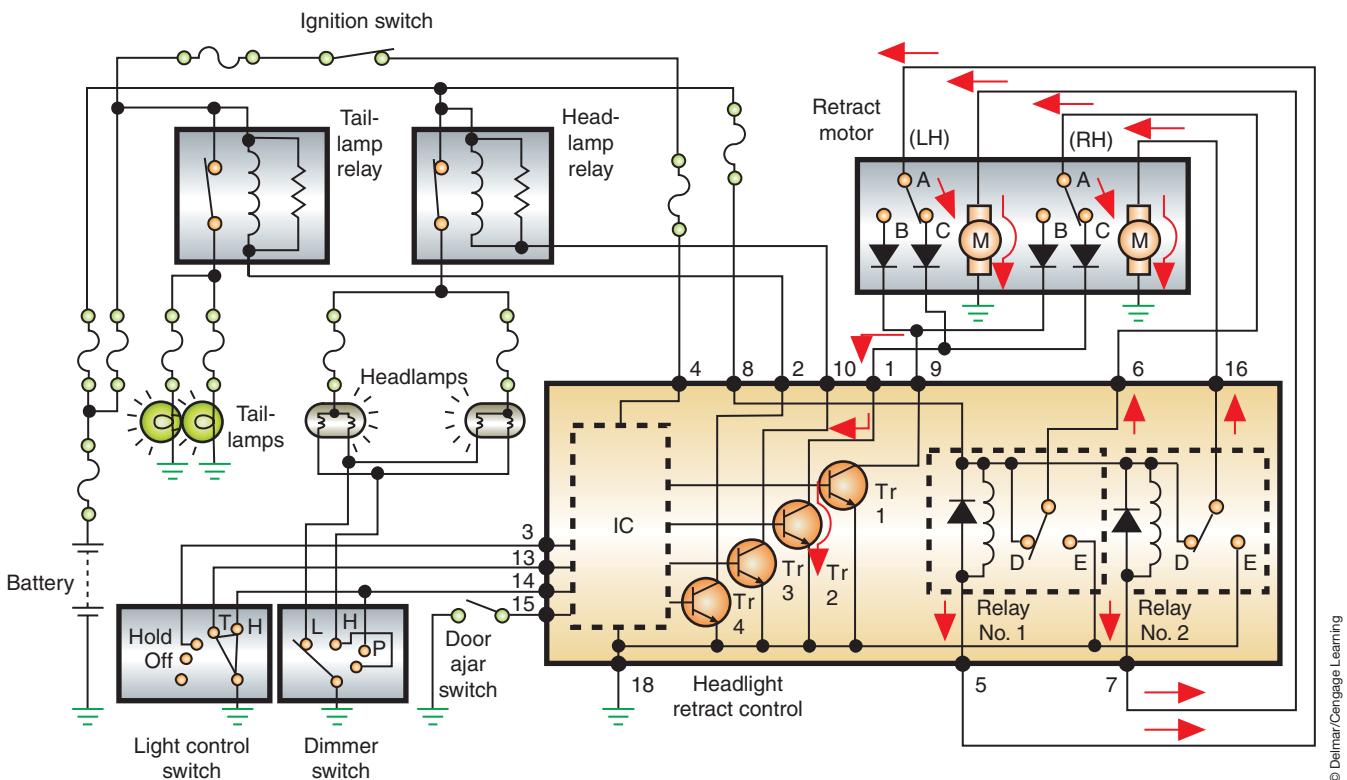 Ignition switch
Tail-
lamp
relay
Head-
lamp
relay
Retract
motor
(LH)
(RH)
A
B
C
M
A
B
C
M
Headlamps
Tail-
lamps
4
8
2
10
1
9
6
16
IC
Tr
1
Tr
2
Tr
3
Tr
4
D
E
D
E
Relay
No. 1
Relay
No. 2
3
13
14
15
Battery
T
H
Hold
Off
L
H
P
Door
ajar
switch
18
Headlight
retract control
5
7
Light control
switch
Dimmer
switch
© Delmar/Cengage Learning